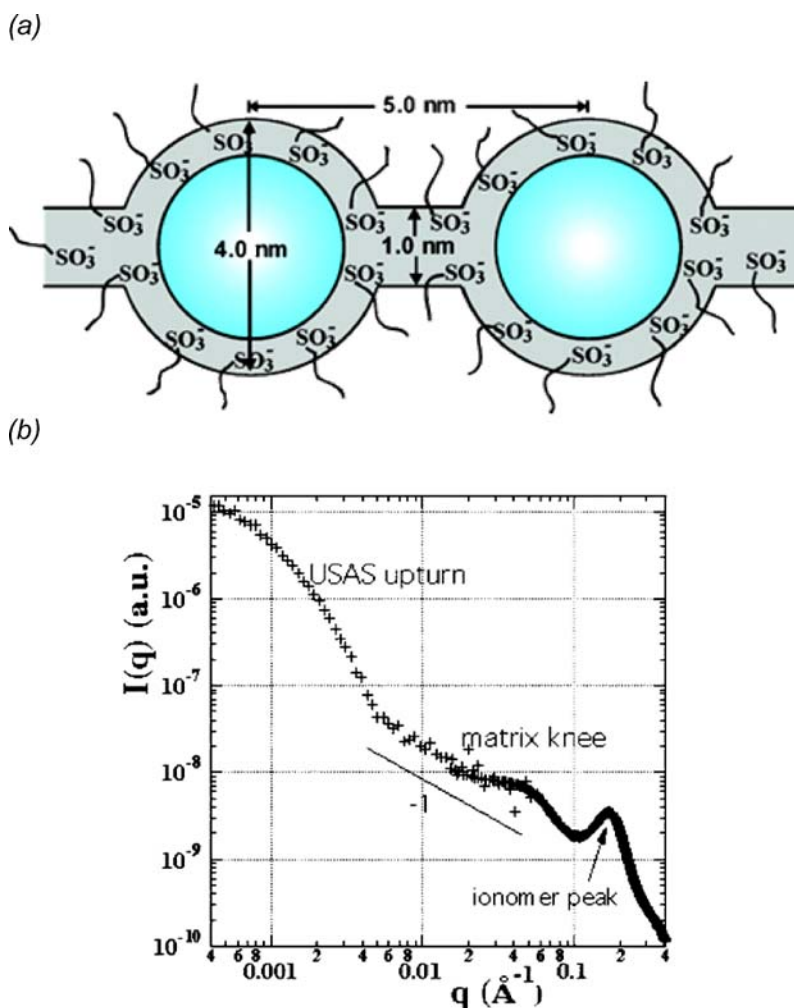 (a)
5.0 nm
SO₃⁻ SO₃⁻ SO₃⁻ SO₃⁻
SO₃⁻ SO₃⁻ SO₃⁻
SO₃⁻ SO₃⁻ SO₃⁻ SO₃⁻ SO₃⁻
SO₃⁻ 4.0 nm 1.0 nm
SO₃⁻ SO₃⁻ SO₃⁻ SO₃⁻ SO₃⁻
SO₃⁻ SO₃⁻ SO₃⁻ SO₃⁻
SO₃⁻ SO₃⁻
(b)
10⁻⁵
USAS upturn
10⁻⁶
I(q) (a.u.)
10⁻⁷
matrix knee
10⁻⁸
-1
10⁻⁹
ionomer peak
10⁻¹⁰
4 6 8 2 4 6 8 2 4 6 8 2 4
0.001 0.01 0.1
q (Å⁻¹)